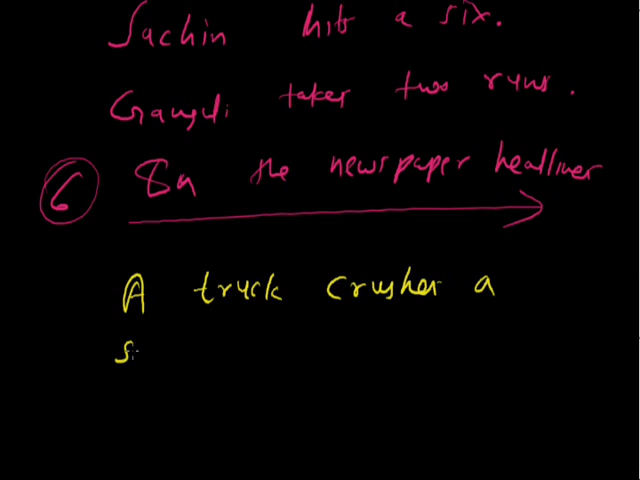 Sachin hits a six.
Ganguli takes two runs.
6 In the newspaper headlines
A truck crushes a
s